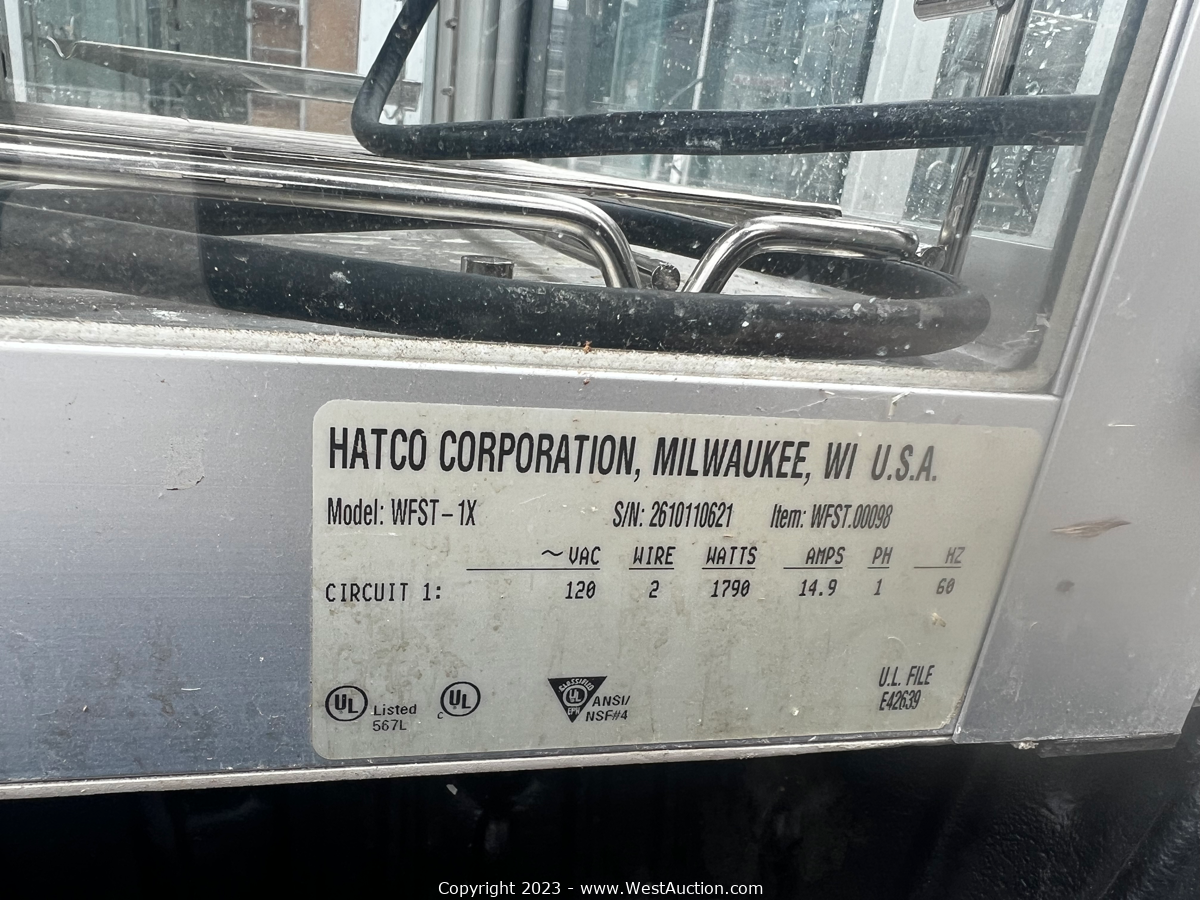 HATCO CORPORATION, MILWAUKEE, WI U.S.A.
Model: WFST-1X S/N: 2610110621 Item: WFST.00098
~VAC WIRE WATTS AMPS PH HZ
CIRCUIT 1: 120 2 1790 14.9 1 60
UL Listed 567L
c UL
CLASSIFIED UL EPH ANSI/ NSF#4
U.L. FILE
E42639
Copyright 2023 - www.WestAuction.com